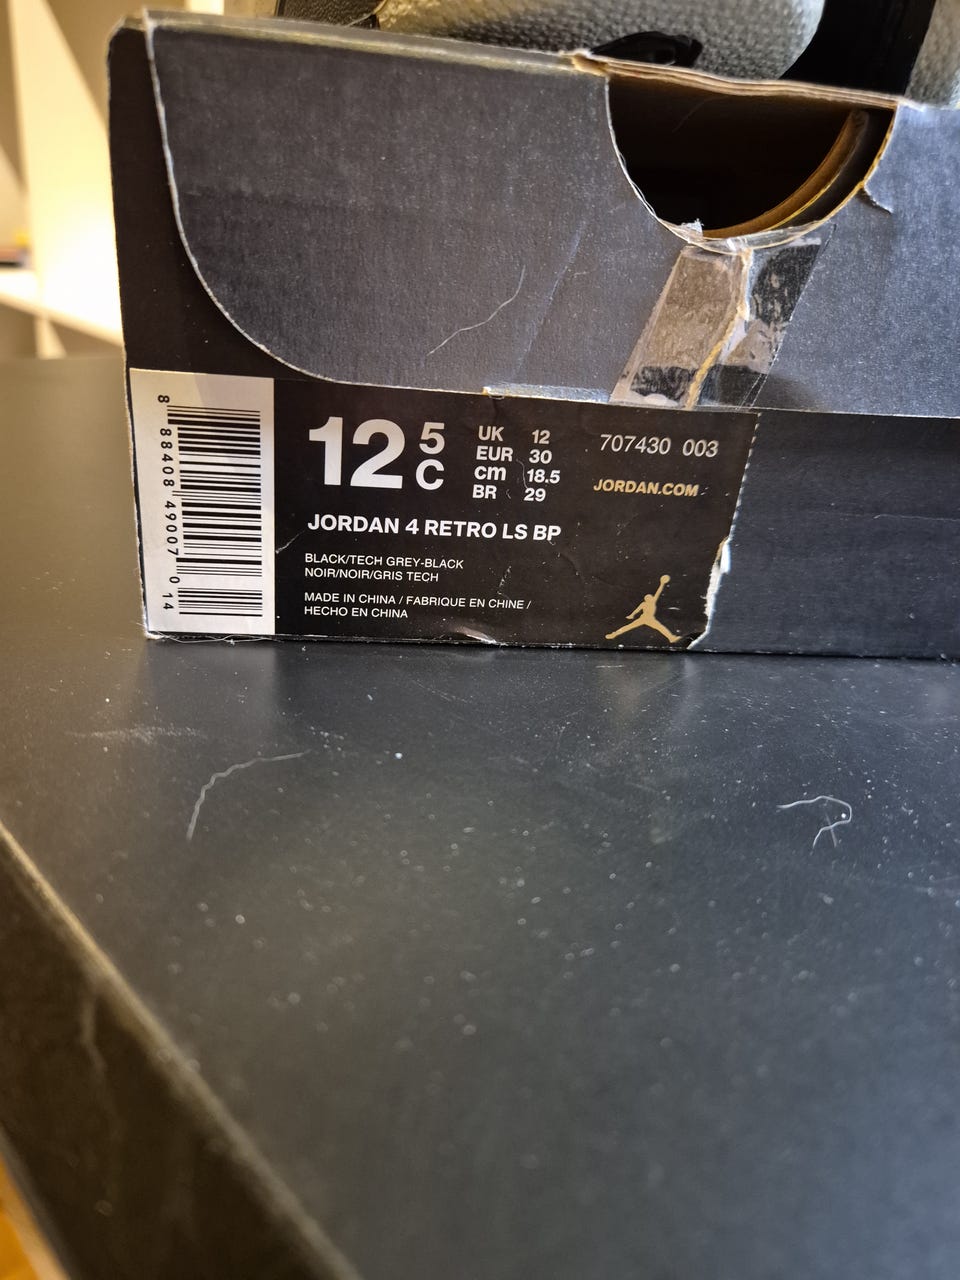 8 88408 49007 0 14
12 5 C
UK 12
EUR 30
cm 18.5
BR 29
707430 003
JORDAN.COM
JORDAN 4 RETRO LS BP
BLACK/TECH GREY-BLACK
NOIR/NOIR/GRIS TECH
MADE IN CHINA / FABRIQUE EN CHINE /
HECHO EN CHINA